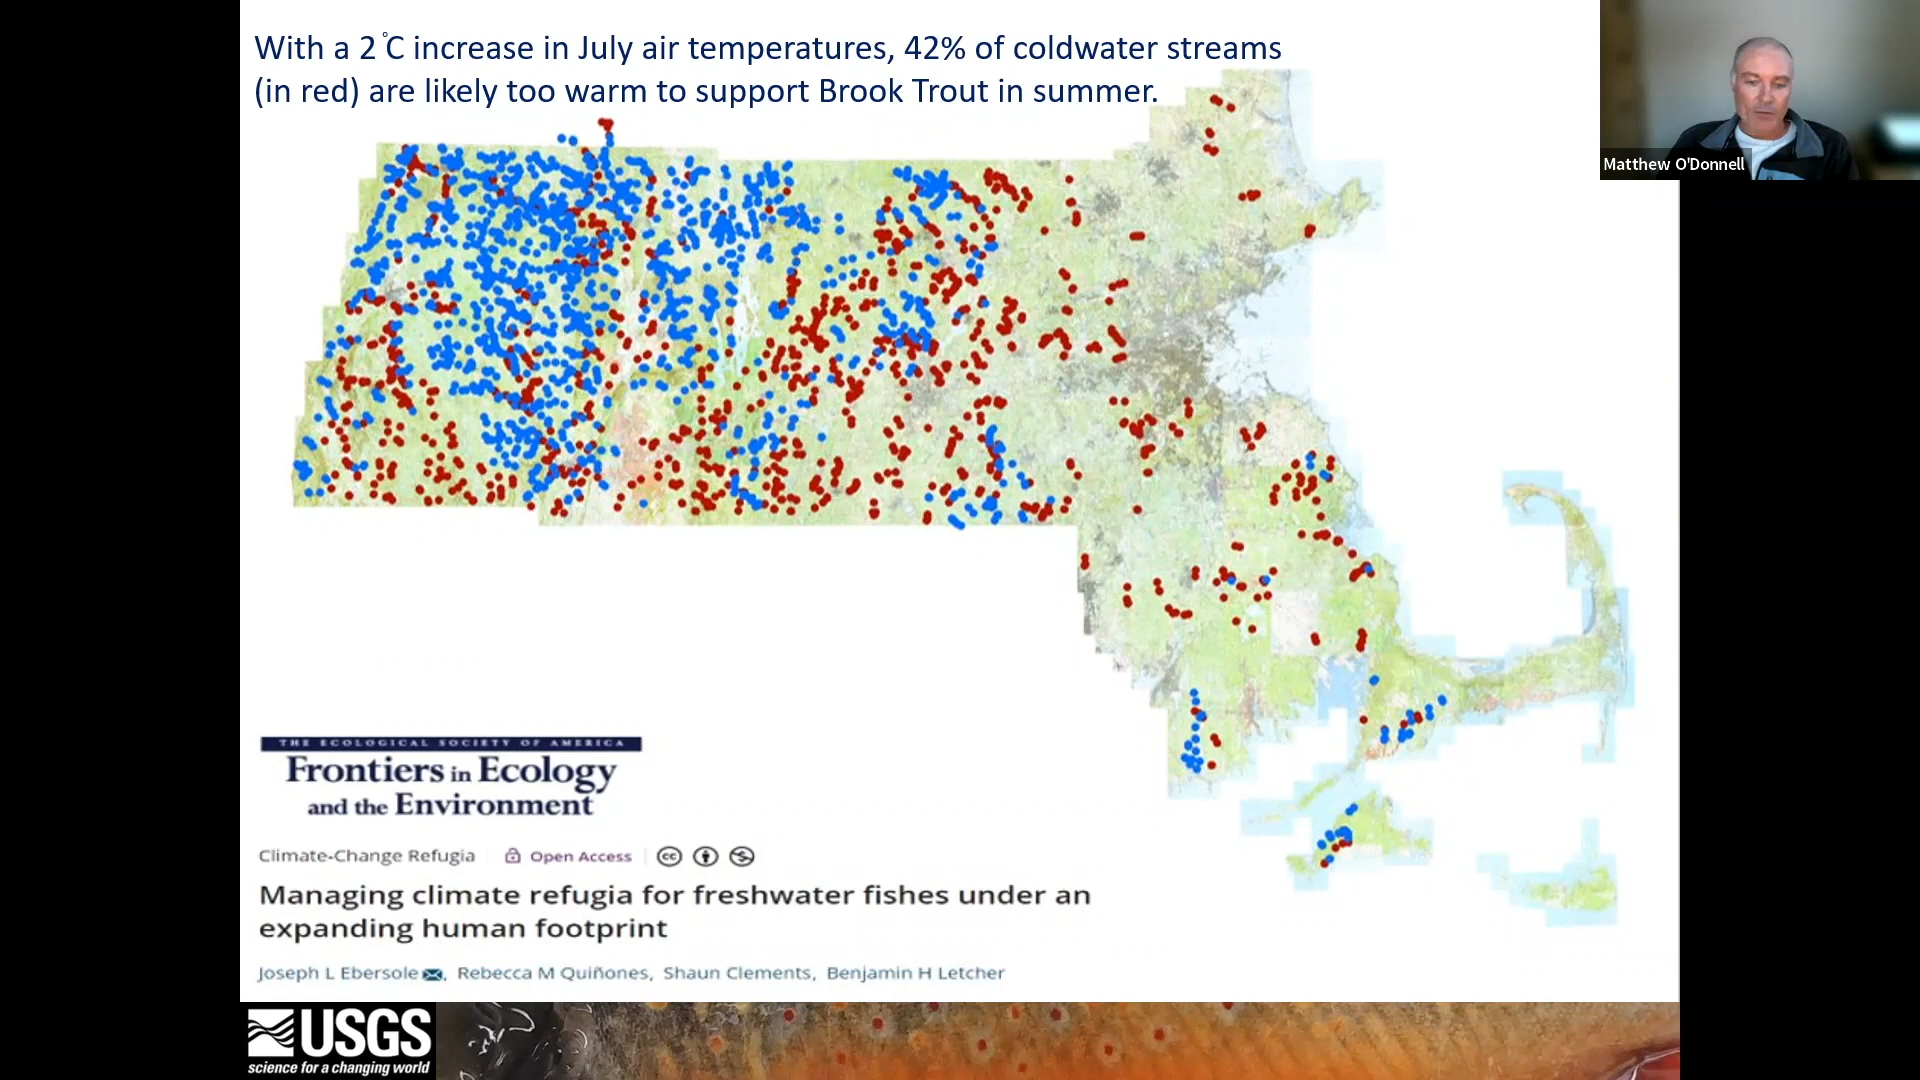 With a 2 °C increase in July air temperatures, 42% of coldwater streams
(in red) are likely too warm to support Brook Trout in summer.
Matthew O'Donnell
THE ECOLOGICAL SOCIETY OF AMERICA
Frontiers in Ecology
and the Environment
Climate-Change Refugia
Open Access
cc
Managing climate refugia for freshwater fishes under an
expanding human footprint
Joseph L Ebersole, Rebecca M Quiñones, Shaun Clements, Benjamin H Letcher
USGS
science for a changing world